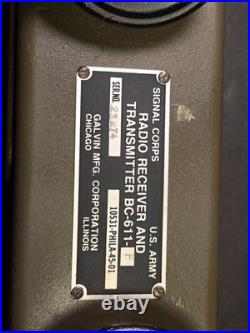 SIGNAL CORPS U.S. ARMY
RADIO RECEIVER AND
TRANSMITTER BC-611-F
SER.NO. 10531-PHILA-45-01
GALVIN MFG. CORPORATION
CHICAGO ILLINOIS